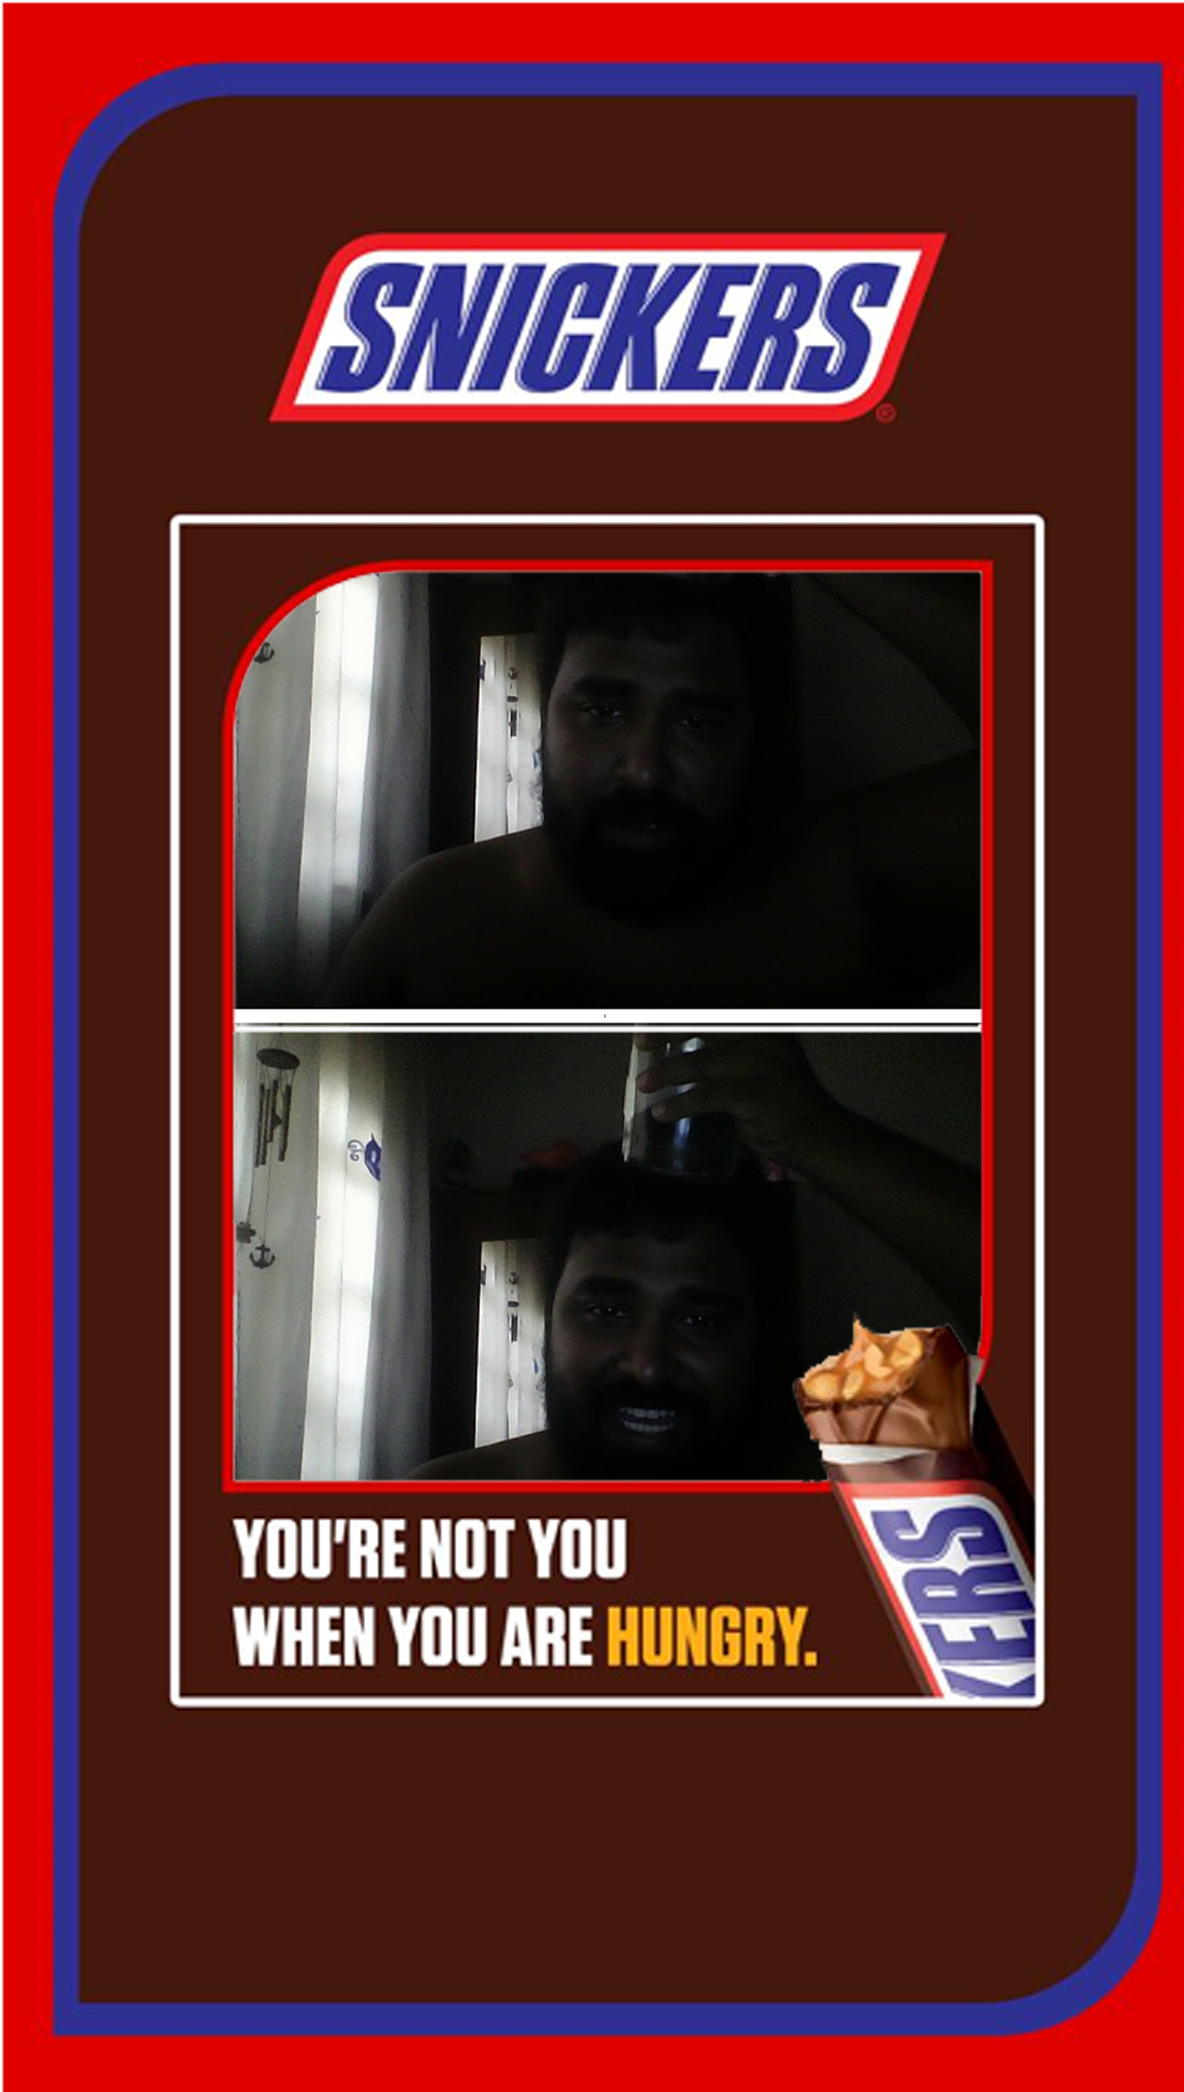 SNICKERS
®
YOU'RE NOT YOU
WHEN YOU ARE HUNGRY.
KERS